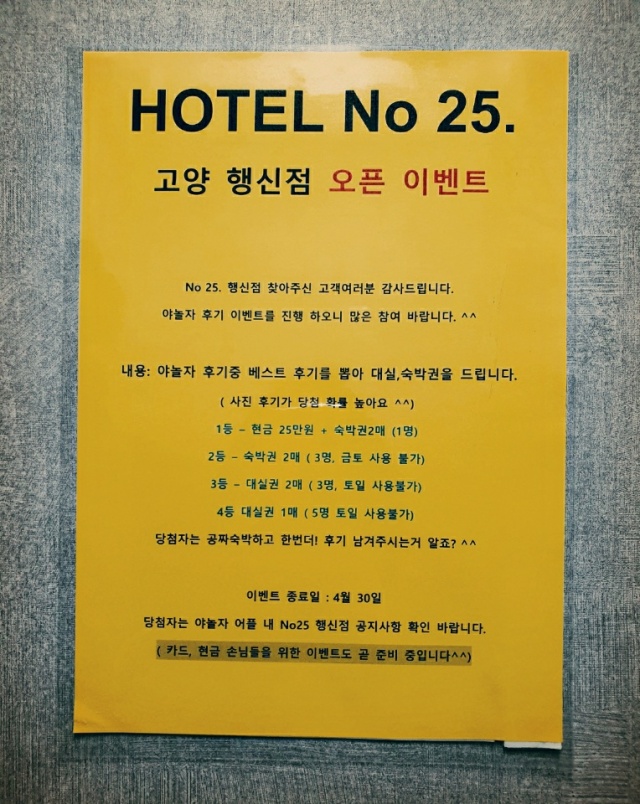 HOTEL No 25.
고양 행신점 오픈 이벤트
No 25. 행신점 찾아주신 고객여러분 감사드립니다.
야놀자 후기 이벤트를 진행 하오니 많은 참여 바랍니다. ^^
내용: 야놀자 후기중 베스트 후기를 뽑아 대실,숙박권을 드립니다.
( 사진 후기가 당첨 확률 높아요 ^^)
1등 – 현금 25만원 + 숙박권2매 (1명)
2등 – 숙박권 2매 ( 3명, 금토 사용 불가)
3등 – 대실권 2매 ( 3명, 토일 사용불가)
4등 대실권 1매 ( 5명 토일 사용불가)
당첨자는 공짜숙박하고 한번더! 후기 남겨주시는거 알죠? ^^
이벤트 종료일 : 4월 30일
당첨자는 야놀자 어플 내 No25 행신점 공지사항 확인 바랍니다.
( 카드, 현금 손님들을 위한 이벤트도 곧 준비 중입니다^^)